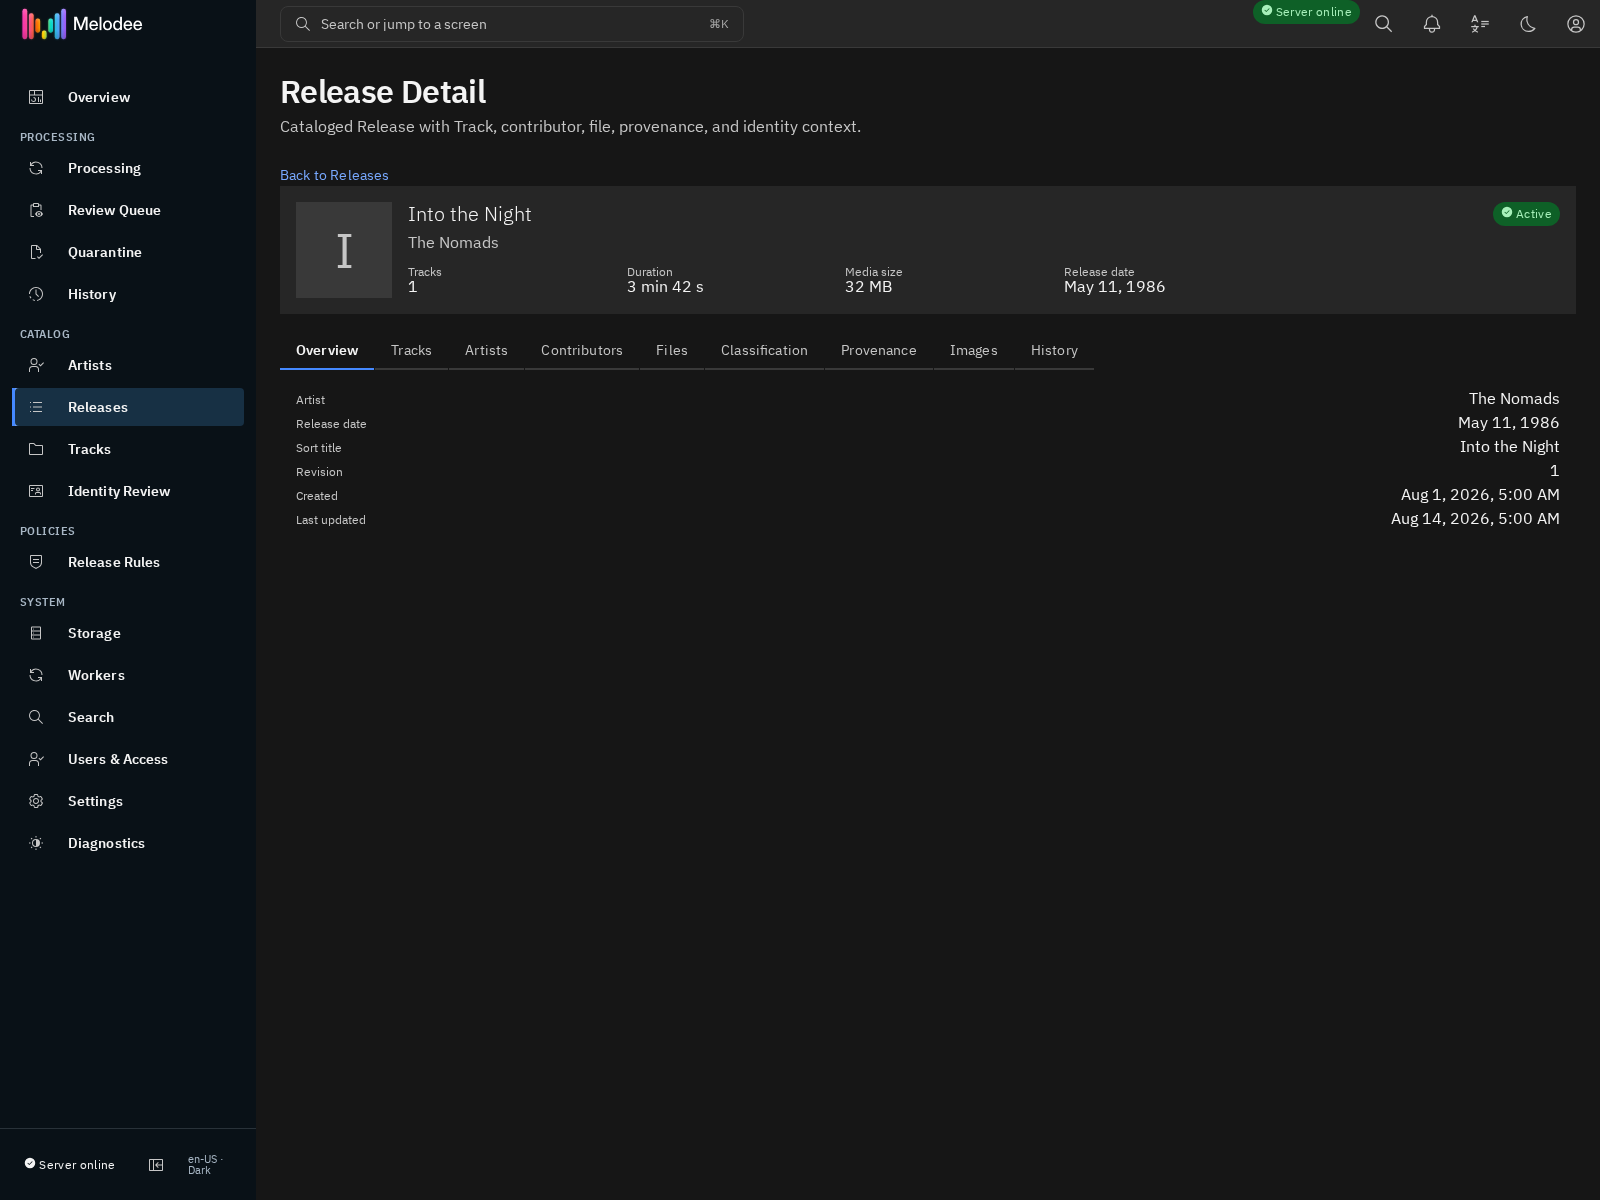 Melodee
Search or jump to a screen ⌘K
Server online
Overview
PROCESSING
Processing
Review Queue
Quarantine
History
CATALOG
Artists
Releases
Tracks
Identity Review
POLICIES
Release Rules
SYSTEM
Storage
Workers
Search
Users & Access
Settings
Diagnostics
Server online
en-US ·
Dark
Release Detail
Cataloged Release with Track, contributor, file, provenance, and identity context.
Back to Releases
I
Into the Night
Active
The Nomads
Tracks Duration Media size Release date
1 3 min 42 s 32 MB May 11, 1986
Overview Tracks Artists Contributors Files Classification Provenance Images History
Artist The Nomads
Release date May 11, 1986
Sort title Into the Night
Revision 1
Created Aug 1, 2026, 5:00 AM
Last updated Aug 14, 2026, 5:00 AM